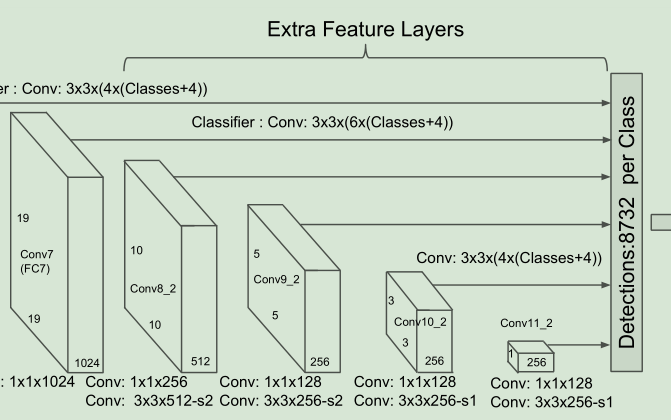 Extra Feature Layers
er : Conv: 3x3x(4x(Classes+4))
Classifier : Conv: 3x3x(6x(Classes+4))
19
Conv7
(FC7)
19
1024
10
Conv8_2
10
512
5
Conv9_2
5
256
Conv: 3x3x(4x(Classes+4))
3
Conv10_2
3
256
Conv11_2
1
256
Detections:8732 per Class
: 1x1x1024
Conv: 1x1x256
Conv: 3x3x512-s2
Conv: 1x1x128
Conv: 3x3x256-s2
Conv: 1x1x128
Conv: 3x3x256-s1
Conv: 1x1x128
Conv: 3x3x256-s1